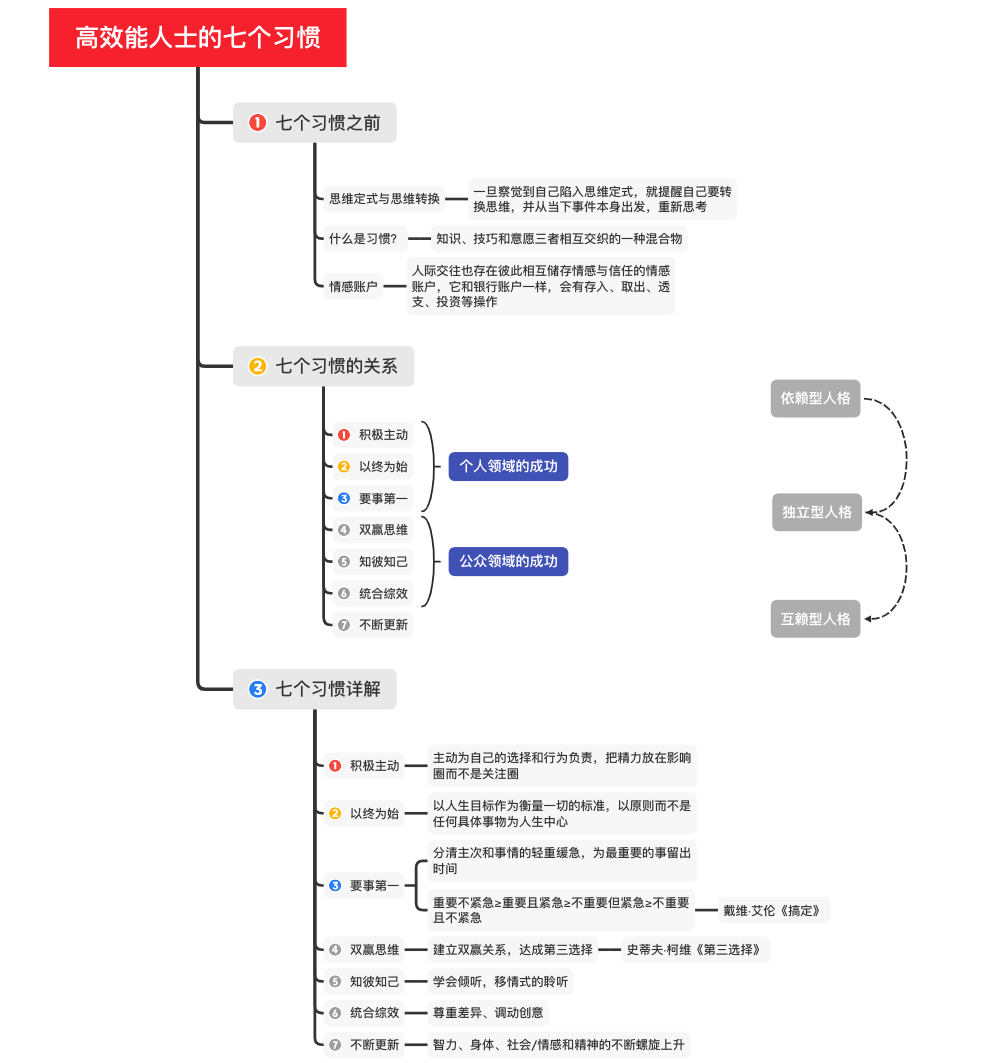 高效能人士的七个习惯
1 七个习惯之前
思维定式与思维转换
一旦察觉到自己陷入思维定式，就提醒自己要转
换思维，并从当下事件本身出发，重新思考
什么是习惯?
知识、技巧和意愿三者相互交织的一种混合物
情感账户
人际交往也存在彼此相互储存情感与信任的情感
账户，它和银行账户一样，会有存入、取出、透
支、投资等操作
2 七个习惯的关系
1 积极主动
2 以终为始
3 要事第一
个人领域的成功
4 双赢思维
5 知彼知己
6 统合综效
公众领域的成功
7 不断更新
依赖型人格
独立型人格
互赖型人格
3 七个习惯详解
1 积极主动
主动为自己的选择和行为负责，把精力放在影响
圈而不是关注圈
2 以终为始
以人生目标作为衡量一切的标准，以原则而不是
任何具体事物为人生中心
3 要事第一
分清主次和事情的轻重缓急，为最重要的事留出
时间
重要不紧急≥重要且紧急≥不重要但紧急≥不重要
且不紧急
戴维·艾伦《搞定》
4 双赢思维
建立双赢关系，达成第三选择
史蒂夫·柯维《第三选择》
5 知彼知己
学会倾听，移情式的聆听
6 统合综效
尊重差异、调动创意
7 不断更新
智力、身体、社会/情感和精神的不断螺旋上升